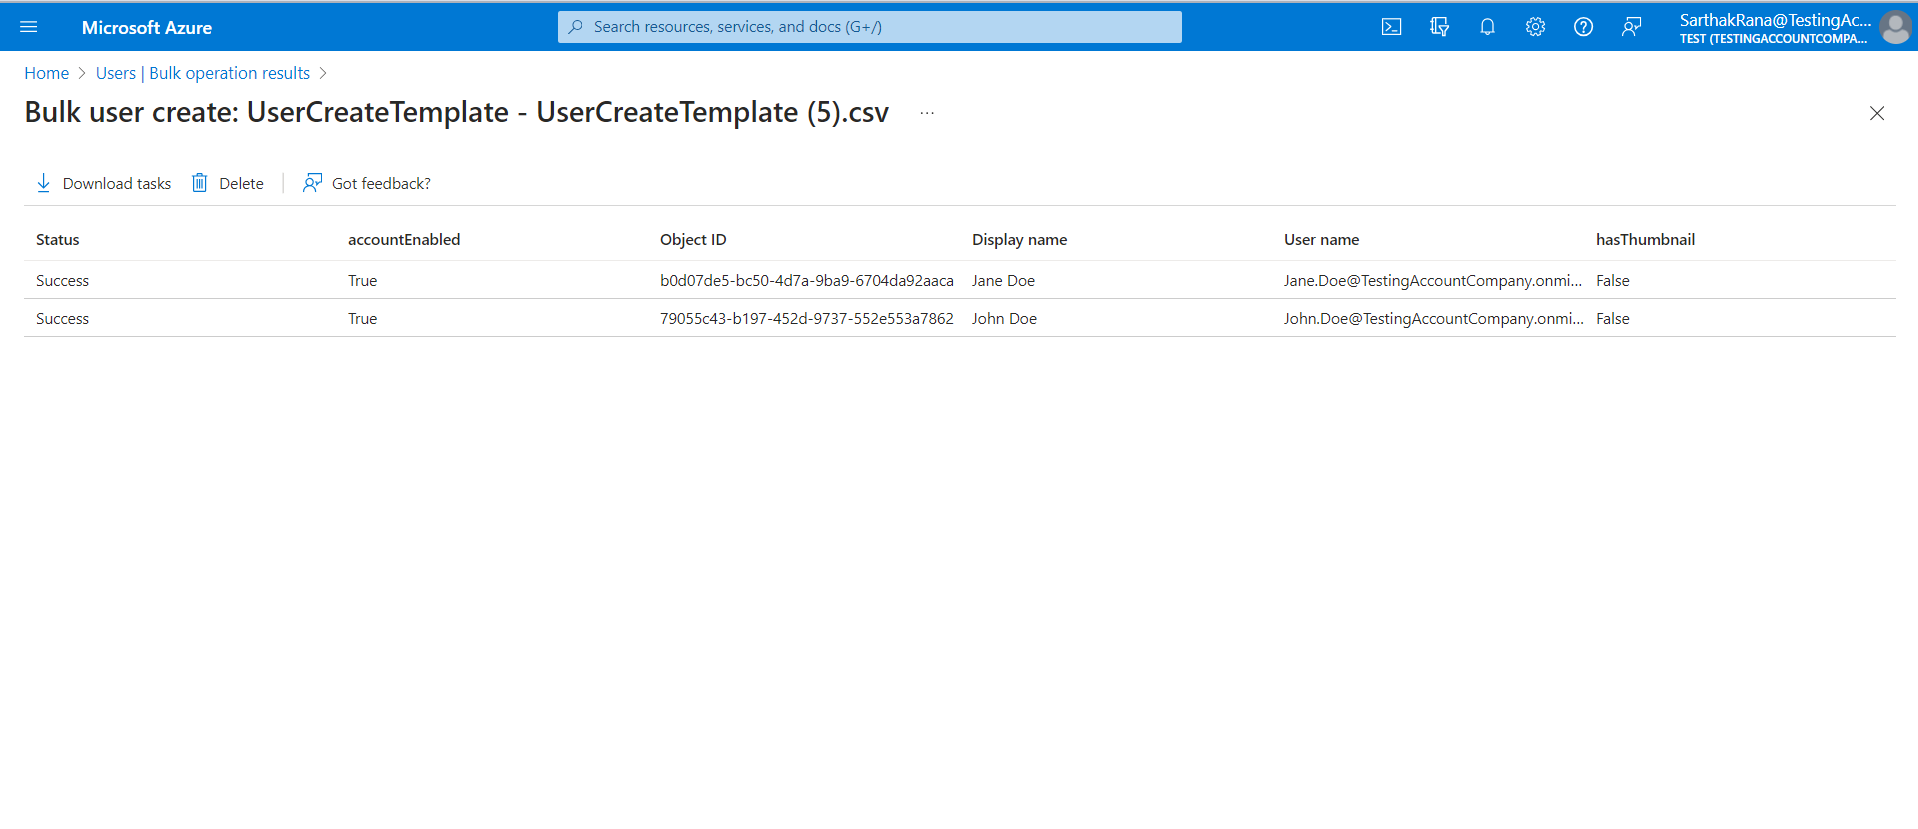 Microsoft Azure
Search resources, services, and docs (G+/)
SarthakRana@TestingAc...
TEST (TESTINGACCOUNTCOMPA...
Home > Users | Bulk operation results >
Bulk user create: UserCreateTemplate - UserCreateTemplate (5).csv ...
Download tasks Delete Got feedback?
Status accountEnabled Object ID Display name User name hasThumbnail
Success True b0d07de5-bc50-4d7a-9ba9-6704da92aaca Jane Doe Jane.Doe@TestingAccountCompany.onmi... False
Success True 79055c43-b197-452d-9737-552e553a7862 John Doe John.Doe@TestingAccountCompany.onmi... False